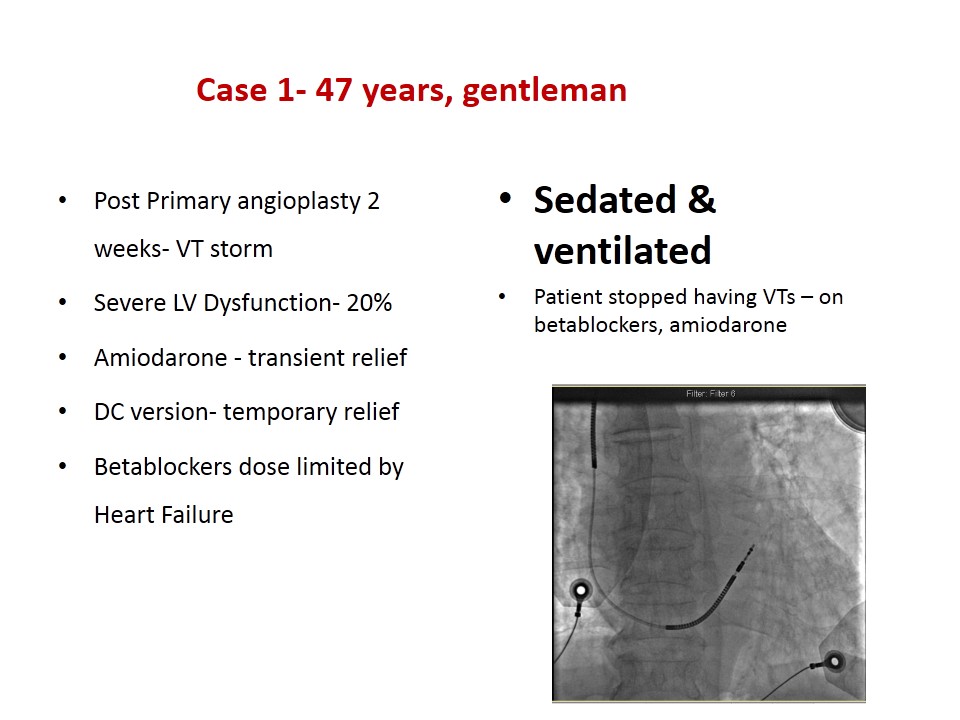 Case 1- 47 years, gentleman
• Post Primary angioplasty 2
weeks- VT storm
• Severe LV Dysfunction- 20%
• Amiodarone - transient relief
• DC version- temporary relief
• Betablockers dose limited by
Heart Failure
• Sedated &
ventilated
• Patient stopped having VTs – on
betablockers, amiodarone
Filter: Filter 6